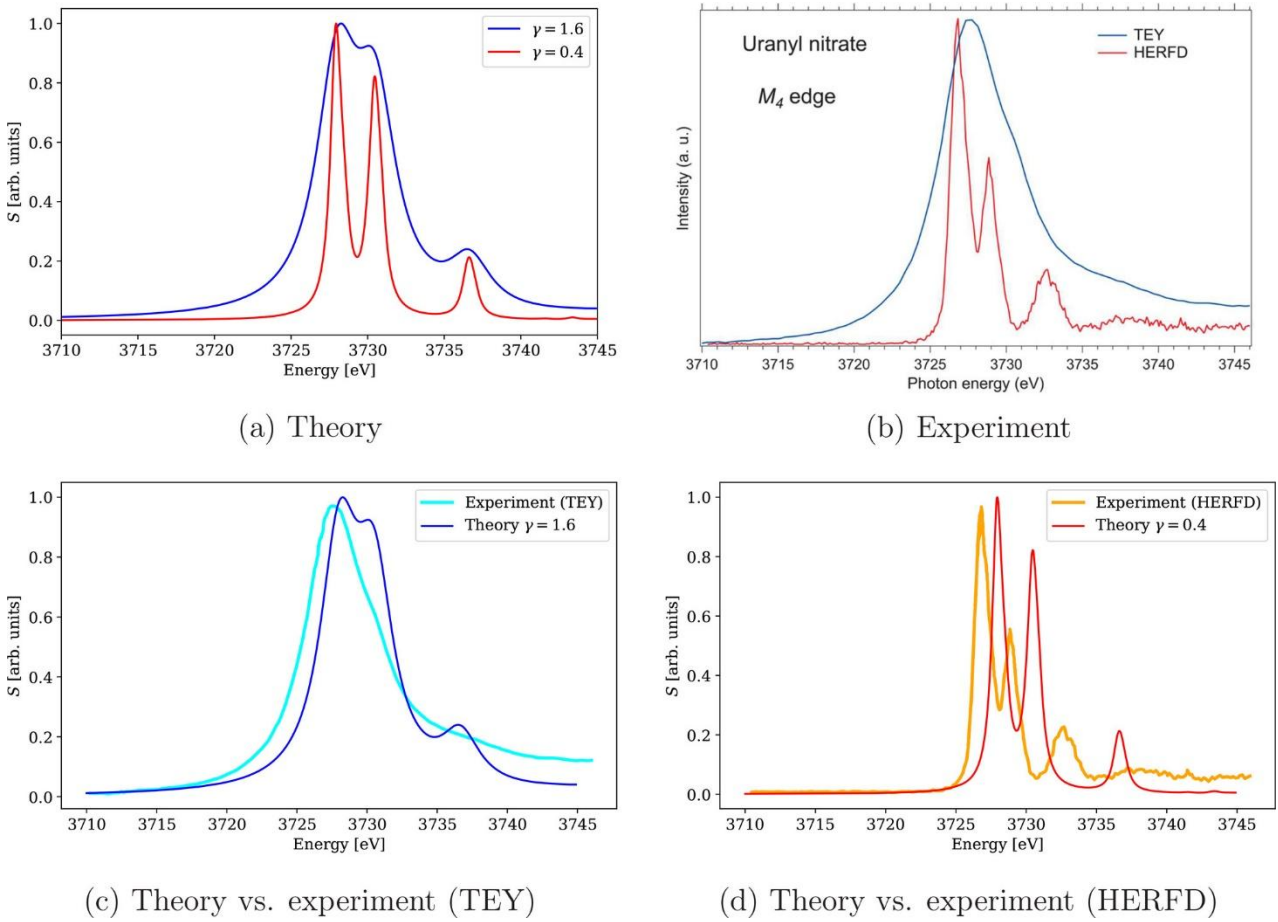 1.0
0.8
0.6
0.4
0.2
0.0
S [arb. units]
γ = 1.6
γ = 0.4
3710 3715 3720 3725 3730 3735 3740 3745
Energy [eV]
(a) Theory
Uranyl nitrate
M4 edge
TEY
HERFD
Intensity (a. u.)
3710 3715 3720 3725 3730 3735 3740 3745
Photon energy (eV)
(b) Experiment
1.0
0.8
0.6
0.4
0.2
0.0
S [arb. units]
Experiment (TEY)
Theory γ = 1.6
3710 3715 3720 3725 3730 3735 3740 3745
Energy [eV]
(c) Theory vs. experiment (TEY)
1.0
0.8
0.6
0.4
0.2
0.0
S [arb. units]
Experiment (HERFD)
Theory γ = 0.4
3710 3715 3720 3725 3730 3735 3740 3745
Energy [eV]
(d) Theory vs. experiment (HERFD)